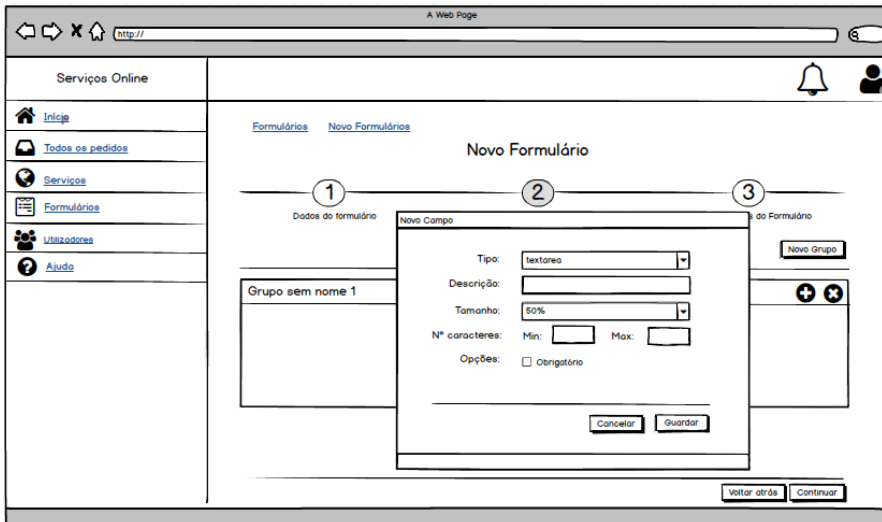 A Web Page
http://
Serviços Online
Início
Todos os pedidos
Serviços
Formulários
Utilizadores
Ajuda
Formulários Novo Formulários
Novo Formulário
1 2 3
Dados do formulário
do Formulário
Novo Grupo
Grupo sem nome 1
Novo Campo
Tipo: textarea
Descrição:
Tamanho: 50%
Nº caracteres: Min: Max:
Opções: Obrigatório
Cancelar Guardar
Voltar atrás Continuar